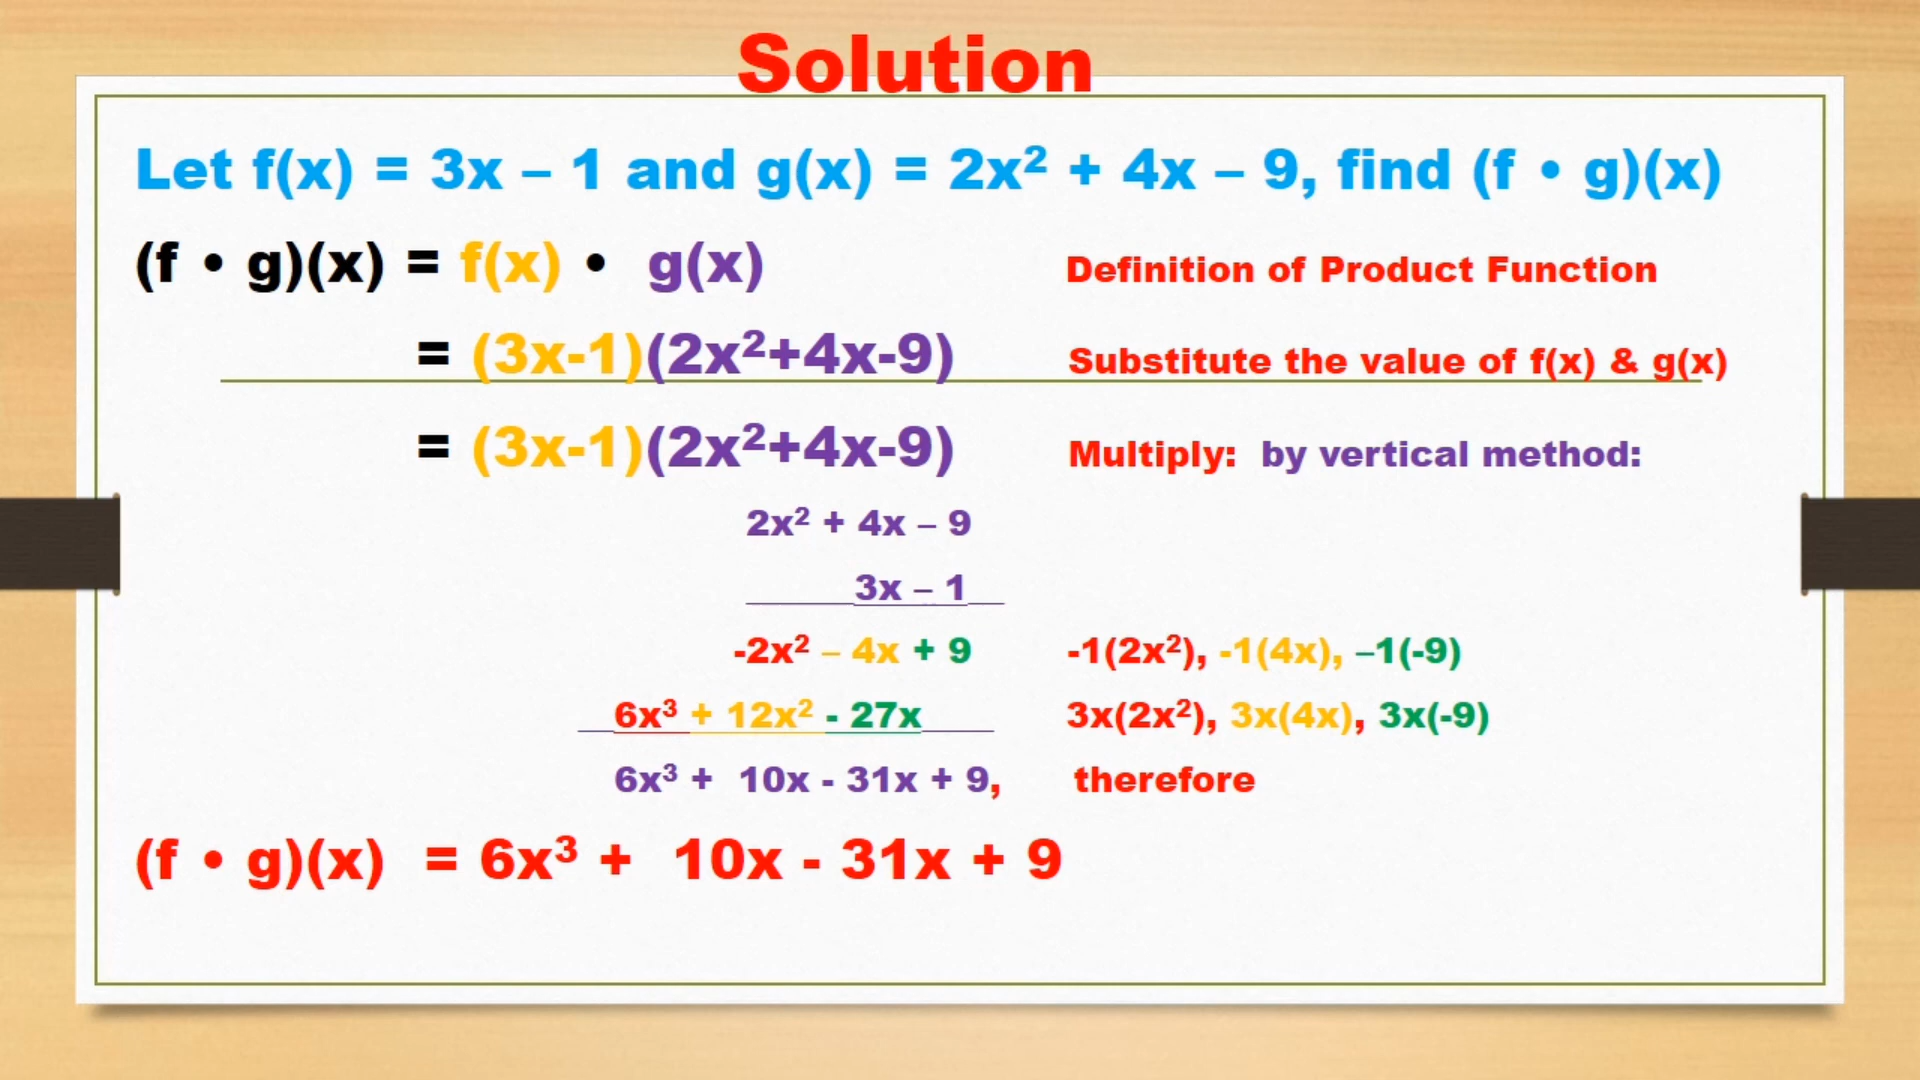 Solution
Let f(x) = 3x – 1 and g(x) = 2x² + 4x – 9, find (f • g)(x)
(f • g)(x) = f(x) • g(x) Definition of Product Function
= (3x-1)(2x²+4x-9) Substitute the value of f(x) & g(x)
= (3x-1)(2x²+4x-9) Multiply: by vertical method:
2x² + 4x – 9
3x – 1
-2x² – 4x + 9 -1(2x²), -1(4x), –1(-9)
6x³ + 12x² - 27x 3x(2x²), 3x(4x), 3x(-9)
6x³ + 10x - 31x + 9, therefore
(f • g)(x) = 6x³ + 10x - 31x + 9